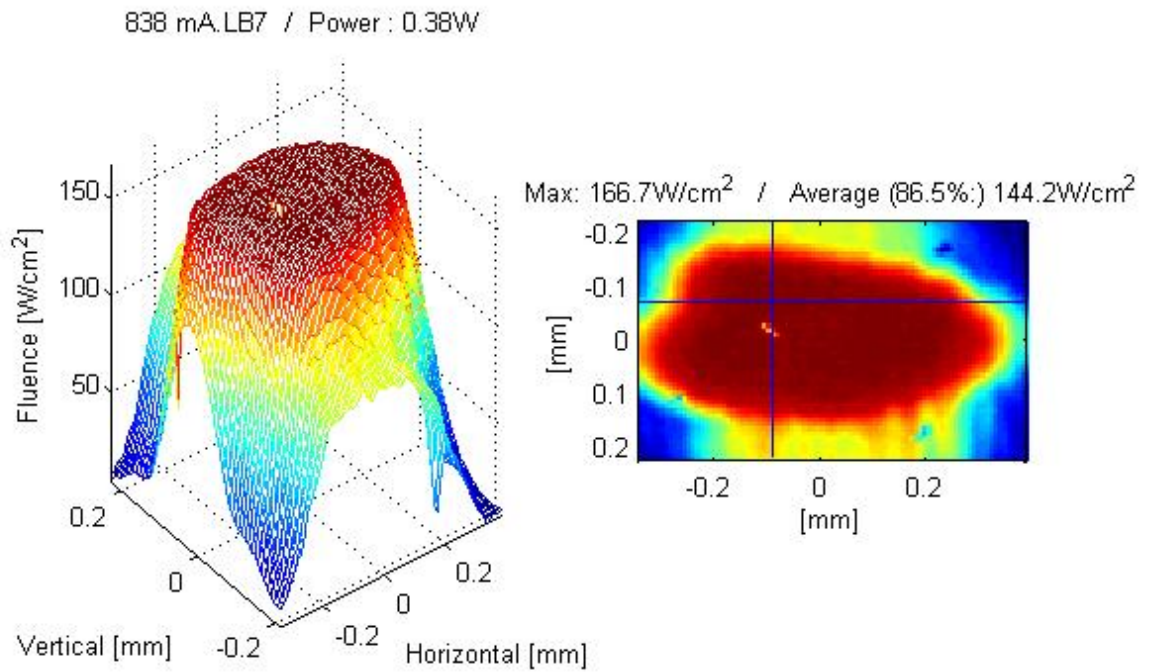 838 mA.LB7 / Power : 0.38W
150
100
50
Fluence [W/cm2]
0.2
0
-0.2
Vertical [mm]
-0.2
0
0.2
Horizontal [mm]
Max: 166.7W/cm2 / Average (86.5%:) 144.2W/cm2
-0.2
-0.1
0
0.1
0.2
[mm]
-0.2 0 0.2
[mm]